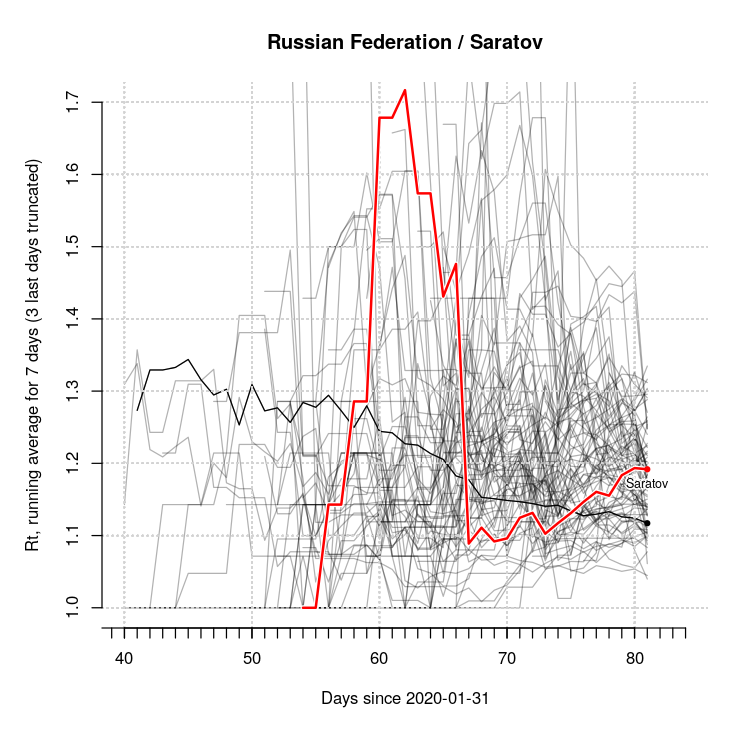 Russian Federation / Saratov
Rt, running average for 7 days (3 last days truncated)
1.7
1.6
1.5
1.4
1.3
1.2
1.1
1.0
Saratov
40 50 60 70 80
Days since 2020-01-31